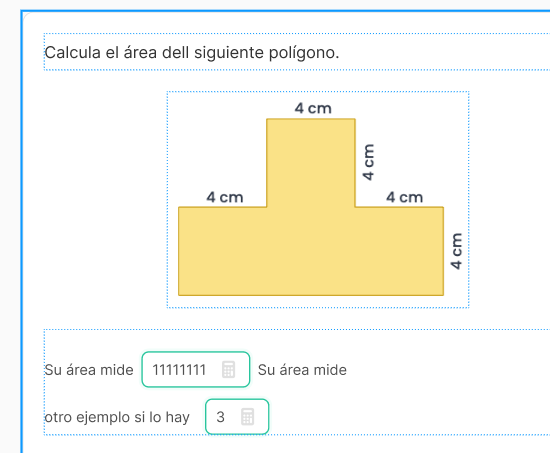 Calcula el área dell siguiente polígono.
4 cm
4 cm
4 cm
4 cm
4 cm
Su área mide 11111111 Su área mide
otro ejemplo si lo hay 3